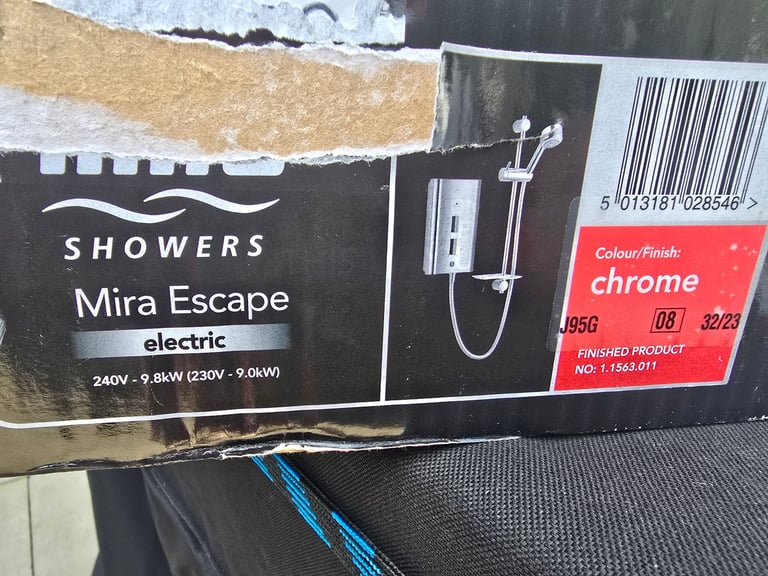 SHOWERS
Mira Escape
electric
240V - 9.8kW (230V - 9.0kW)
5 013181 028546 >
Colour/Finish:
chrome
J95G 08 32/23
FINISHED PRODUCT
NO: 1.1563.011